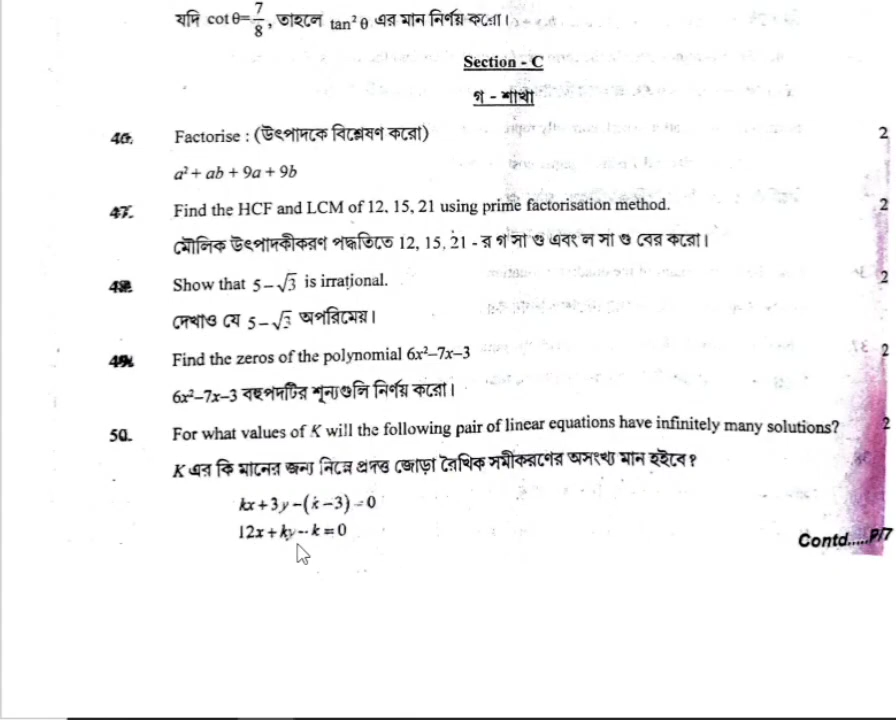 যদি cot θ=7/8, তাহলে tan² θ এর মান নির্ণয় করো।
Section - C
গ - শাখা
46. Factorise : (উৎপাদকে বিশ্লেষণ করো) 2
a² + ab + 9a + 9b
47. Find the HCF and LCM of 12, 15, 21 using prime factorisation method. 2
মৌলিক উৎপাদকীকরণ পদ্ধতিতে 12, 15, 21 - র গ সা গু এবং ল সা গু বের করো।
48. Show that 5–√3 is irrational. 2
দেখাও যে 5–√3 অপরিমেয়।
49. Find the zeros of the polynomial 6x²–7x–3 2
6x²–7x–3 বহুপদটির শূন্যগুলি নির্ণয় করো।
50. For what values of K will the following pair of linear equations have infinitely many solutions? 2
K এর কি মানের জন্য নিম্নে প্রদত্ত জোড়া রৈখিক সমীকরণের অসংখ্য মান হইবে?
kx + 3y – (k – 3) = 0
12x + ky – k = 0
Contd.....P/7